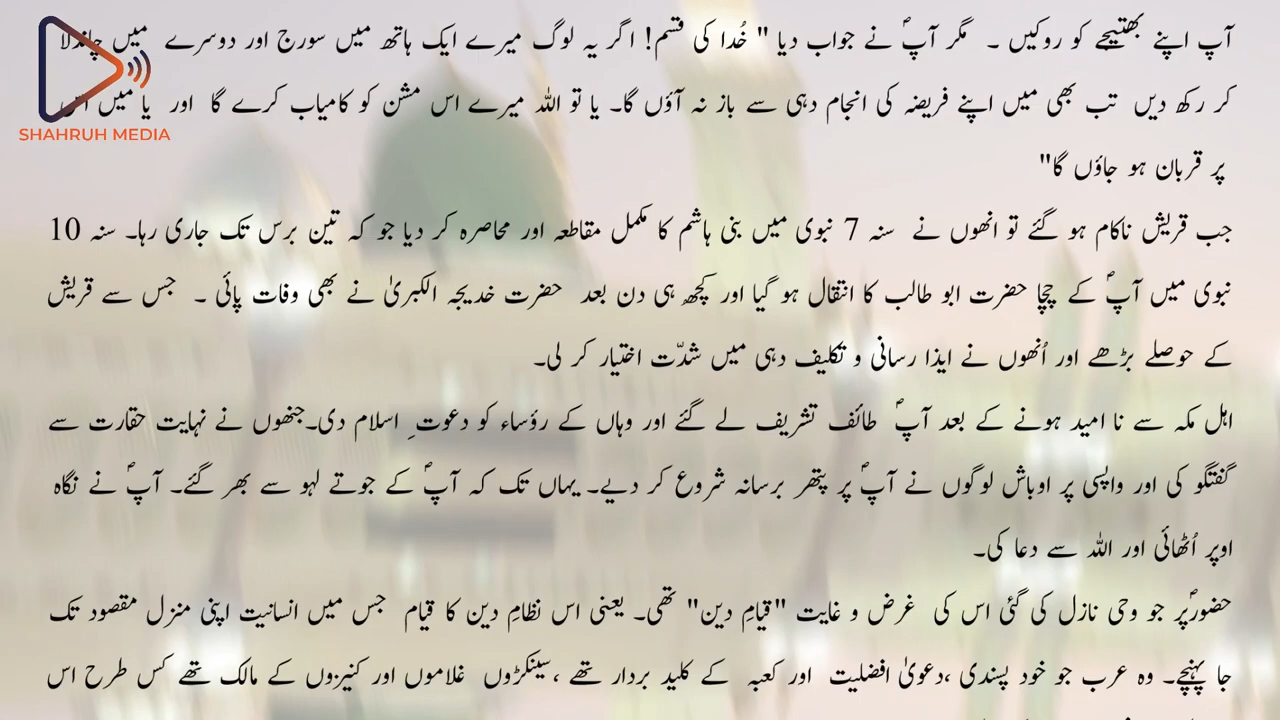 آپ اپنے بھتیجے کو روکیں ۔ مگر آپؐ نے جواب دیا " خُدا کی قسم! اگر یہ لوگ میرے ایک ہاتھ میں سورج اور دوسرے میں چاندلا
کر رکھ دیں تب بھی میں اپنے فریضہ کی انجام دہی سے باز نہ آؤں گا۔ یا تو اللہ میرے اس مشن کو کامیاب کرے گا اور یا میں اس
پر قربان ہو جاؤں گا"
جب قریش ناکام ہو گئے تو انھوں نے سنہ 7 نبوی میں بنی ہاشم کا مکمل مقاطعہ اور محاصرہ کر دیا جو کہ تین برس تک جاری رہا۔ سنہ 10
نبوی میں آپؐ کے چچا حضرت ابو طالب کا انتقال ہو گیا اور کچھ ہی دن بعد حضرت خدیجہ الکبریٰ نے بھی وفات پائی ۔ جس سے قریش
کے حوصلے بڑھے اور اُنھوں نے ایذا رسانی و تکلیف دہی میں شدّت اختیار کر لی۔
اہل مکہ سے نا امید ہونے کے بعد آپؐ طائف تشریف لے گئے اور وہاں کے رؤساء کو دعوتِ اسلام دی۔جنھوں نے نہایت حقارت سے
گفتگو کی اور واپسی پر اوباش لوگوں نے آپؐ پر پتھر برسانہ شروع کر دیے۔ یہاں تک کہ آپؐ کے جوتے لہو سے بھر گئے۔ آپؐ نے نگاہ
اوپر اُٹھائی اور اللہ سے دعا کی۔
حضورؐپر جو وحی نازل کی گئی اس کی غرض و غایت "قیامِ دین" تھی۔ یعنی اس نظامِ دین کا قیام جس میں انسانیت اپنی منزل مقصود تک
جا پہنچے۔ وہ عرب جو خود پسندی ،دعویٰ افضلیت اور کعبہ کے کلید بردار تھے ،سینکڑوں غلاموں اور کنیزوں کے مالک تھے کس طرح اس
SHAHRUH MEDIA